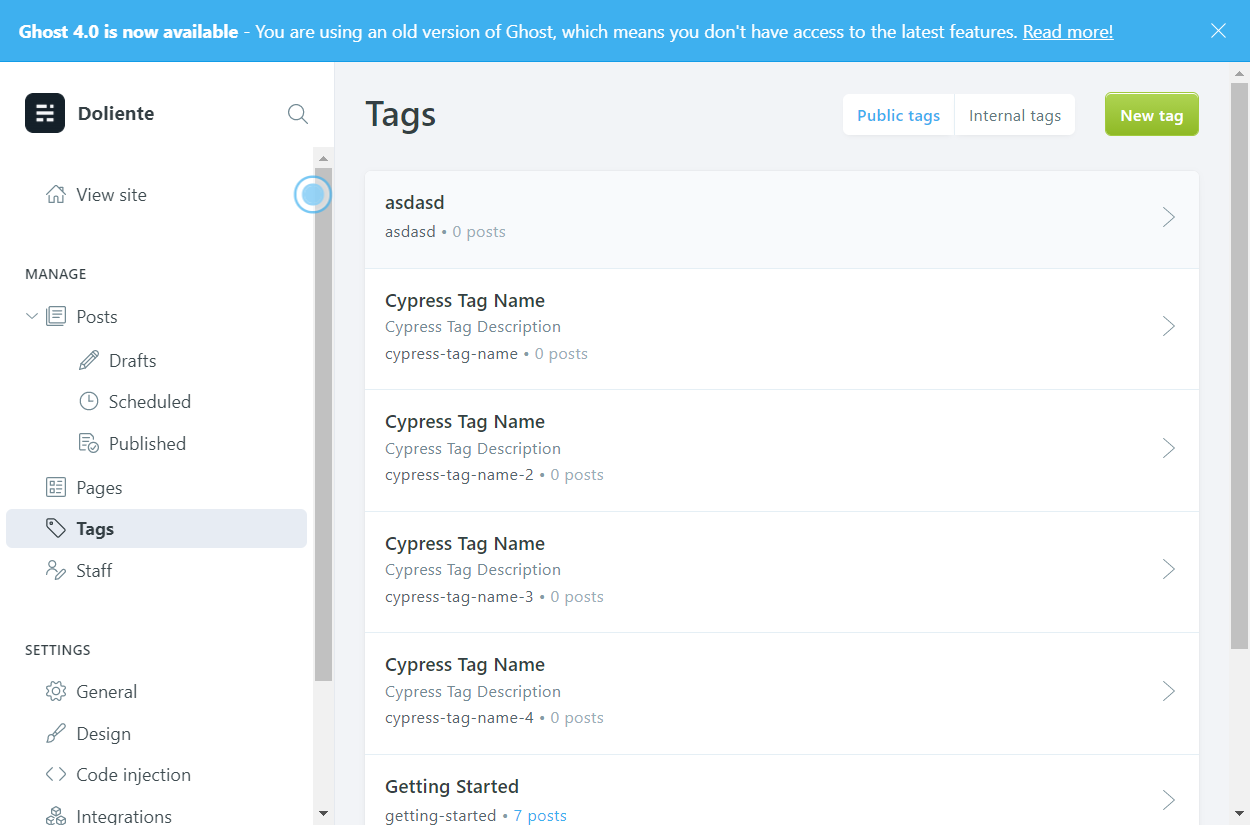 Ghost 4.0 is now available - You are using an old version of Ghost, which means you don't have access to the latest features. Read more!
Doliente
View site
MANAGE
Posts
Drafts
Scheduled
Published
Pages
Tags
Staff
SETTINGS
General
Design
Code injection
Integrations
Tags
Public tags
Internal tags
New tag
asdasd
asdasd • 0 posts
Cypress Tag Name
Cypress Tag Description
cypress-tag-name • 0 posts
Cypress Tag Name
Cypress Tag Description
cypress-tag-name-2 • 0 posts
Cypress Tag Name
Cypress Tag Description
cypress-tag-name-3 • 0 posts
Cypress Tag Name
Cypress Tag Description
cypress-tag-name-4 • 0 posts
Getting Started
getting-started • 7 posts